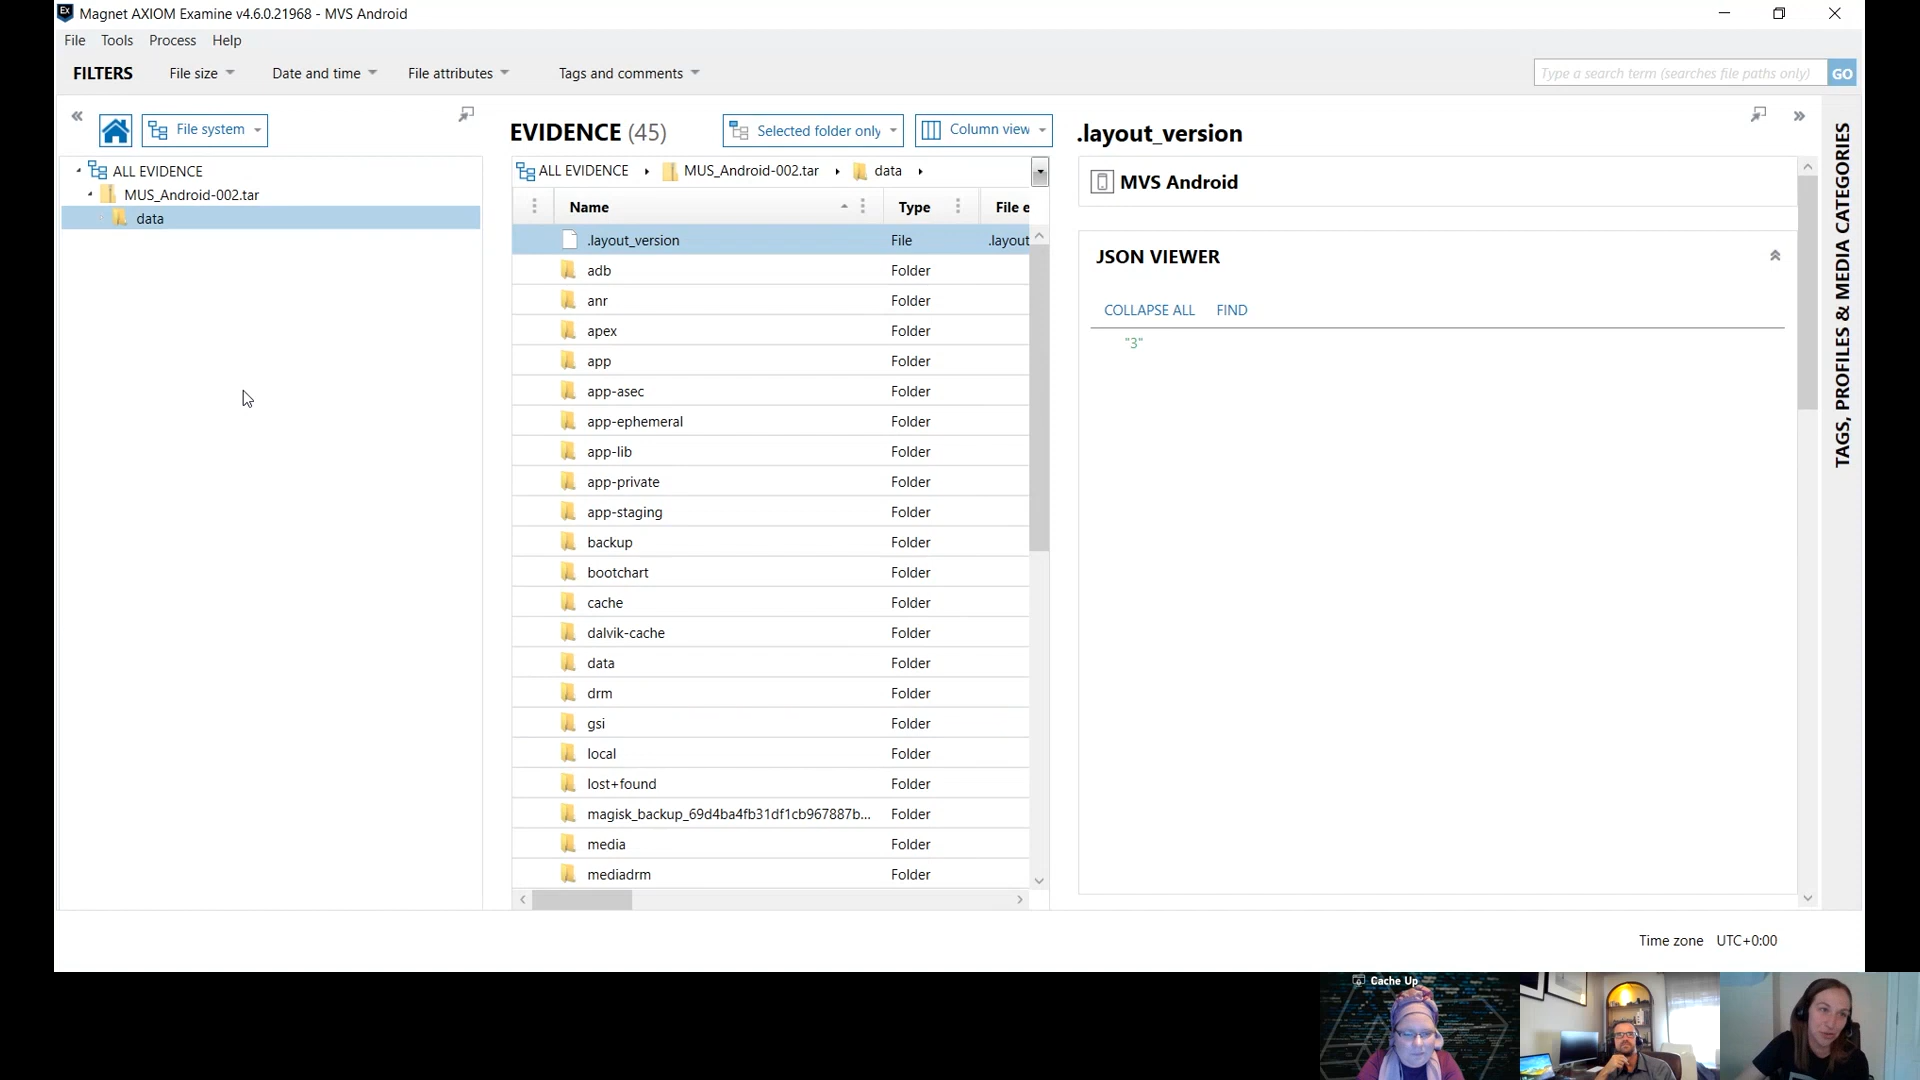 Magnet AXIOM Examine v4.6.0.21968 - MVS Android
File Tools Process Help
FILTERS File size Date and time File attributes Tags and comments Type a search term (searches file paths only) GO
File system
EVIDENCE (45) Selected folder only Column view
.layout_version
ALL EVIDENCE
MUS_Android-002.tar
data
ALL EVIDENCE MUS_Android-002.tar data
Name Type File e
.layout_version File .layout
adb Folder
anr Folder
apex Folder
app Folder
app-asec Folder
app-ephemeral Folder
app-lib Folder
app-private Folder
app-staging Folder
backup Folder
bootchart Folder
cache Folder
dalvik-cache Folder
data Folder
drm Folder
gsi Folder
local Folder
lost+found Folder
magisk_backup_69d4ba4fb31df1cb967887b... Folder
media Folder
mediadrm Folder
MVS Android
JSON VIEWER
COLLAPSE ALL FIND
"3"
TAGS, PROFILES & MEDIA CATEGORIES
Time zone UTC+0:00
Cache Up